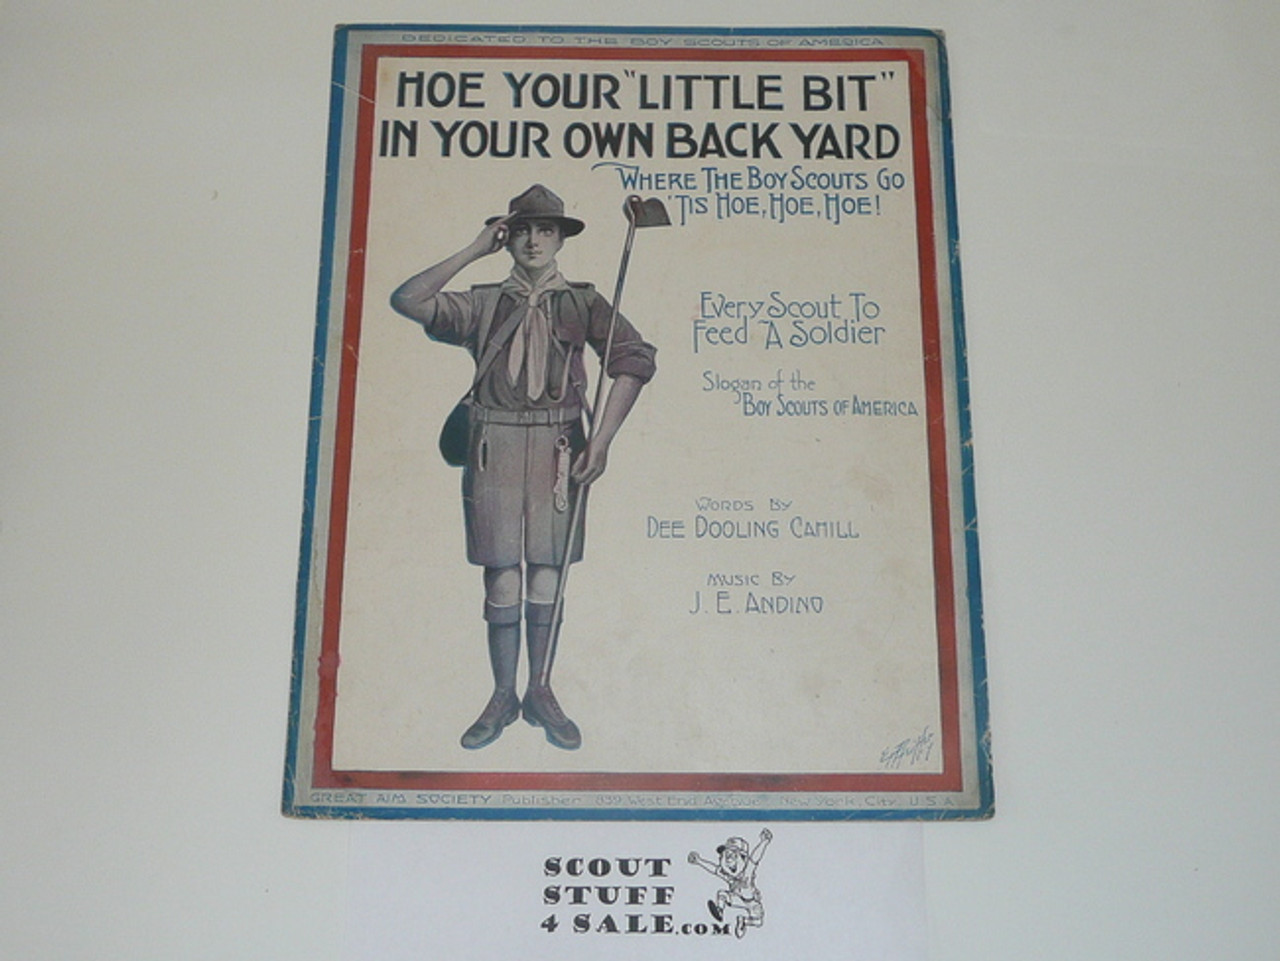 DEDICATED TO THE BOY SCOUTS OF AMERICA
HOE YOUR "LITTLE BIT"
IN YOUR OWN BACK YARD
WHERE THE BOY SCOUTS GO
'TIS HOE, HOE, HOE!
Every Scout To
Feed A Soldier
Slogan of the
BOY SCOUTS OF AMERICA
WORDS BY
DEE DOOLING CAHILL
MUSIC BY
J. E. ANDINO
GREAT AIM SOCIETY Publisher 839 West End Avenue New York, City, U.S.A.
SCOUT
STUFF
4 SALE.COM